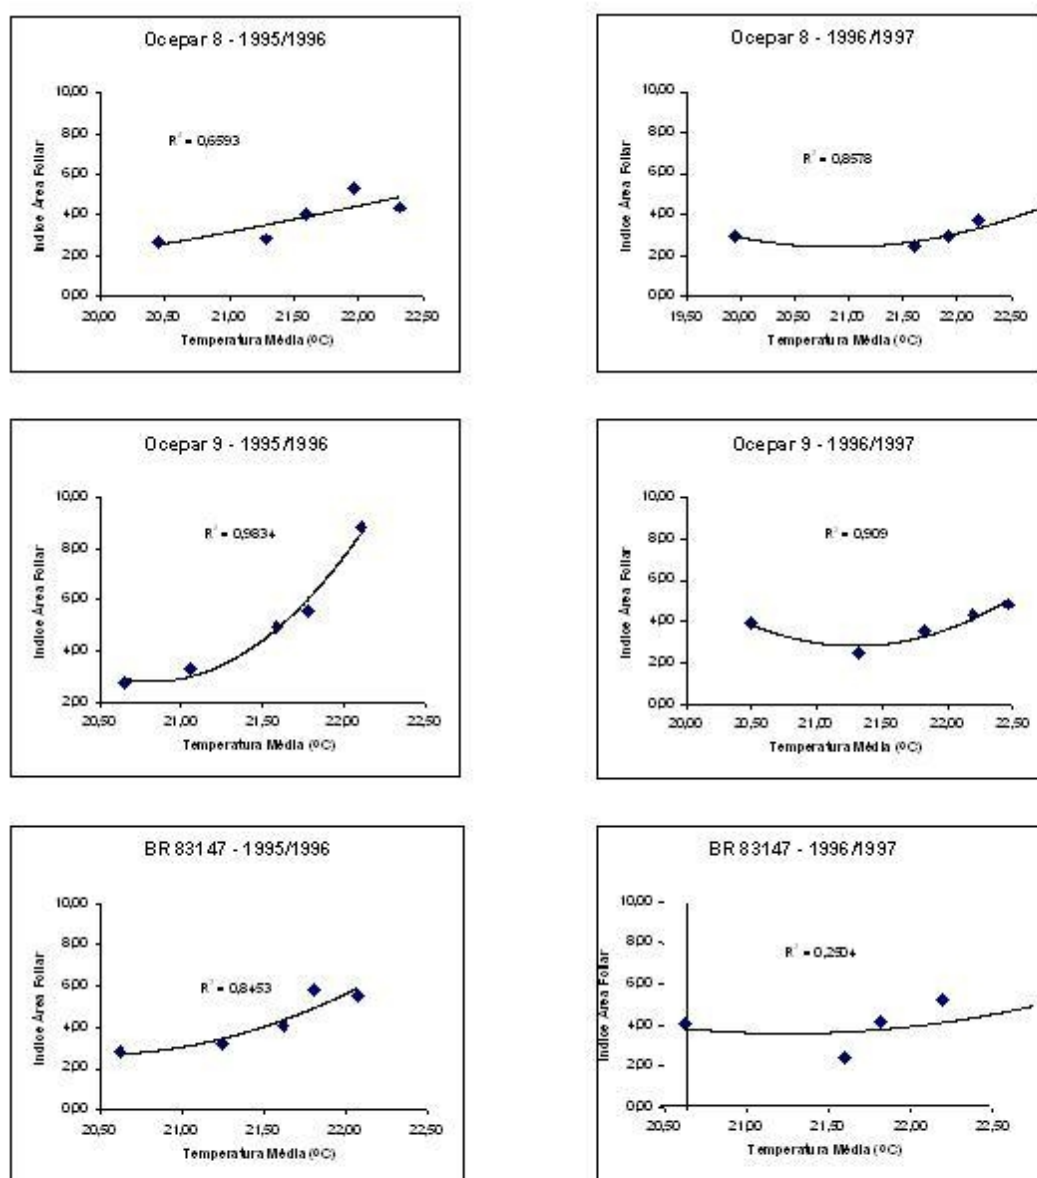 Ocepar 8 - 1995/1996
10,00
8,00
6,00
4,00
2,00
0,00
R² = 0,6593
Indice Área Foliar
20,00 20,50 21,00 21,50 22,00 22,50
Temperatura Média (ºC)
Ocepar 8 - 1996/1997
10,00
8,00
6,00
4,00
2,00
0,00
R² = 0,8578
Indice Área Foliar
19,50 20,00 20,50 21,00 21,50 22,00 22,50
Temperatura Média (ºC)
Ocepar 9 - 1995/1996
10,00
8,00
6,00
4,00
2,00
R² = 0,9834
Indice Área Foliar
20,50 21,00 21,50 22,00 22,50
Temperatura Média (ºC)
Ocepar 9 - 1996/1997
10,00
8,00
6,00
4,00
2,00
0,00
R² = 0,909
Indice Área Foliar
20,00 20,50 21,00 21,50 22,00 22,50
Temperatura Média (ºC)
BR 83147 - 1995/1996
10,00
8,00
6,00
4,00
2,00
0,00
R² = 0,8453
Indice Área Foliar
20,50 21,00 21,50 22,00 22,50
Temperatura Média (ºC)
BR 83147 - 1996/1997
10,00
8,00
6,00
4,00
2,00
0,00
R² = 0,2504
Indice Área Foliar
20,50 21,00 21,50 22,00 22,50
Temperatura Média (ºC)